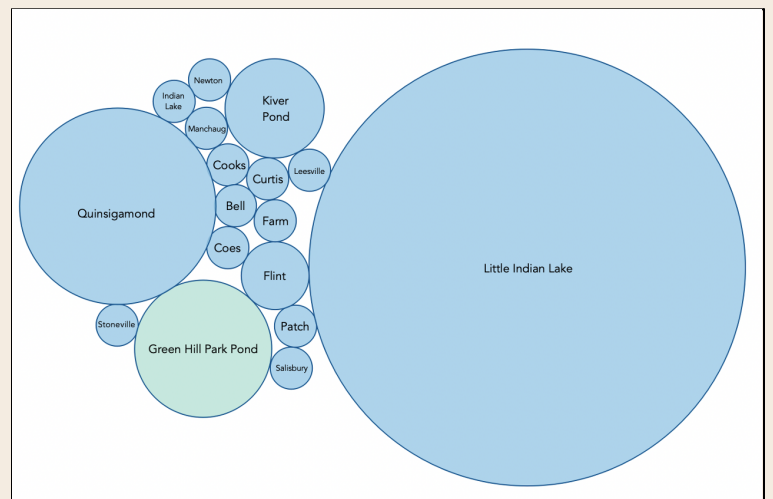 Newton
Indian
Lake
Kiver
Pond
Manchaug
Cooks
Curtis
Leesville
Quinsigamond
Bell
Farm
Coes
Flint
Little Indian Lake
Stoneville
Patch
Green Hill Park Pond
Salisbury